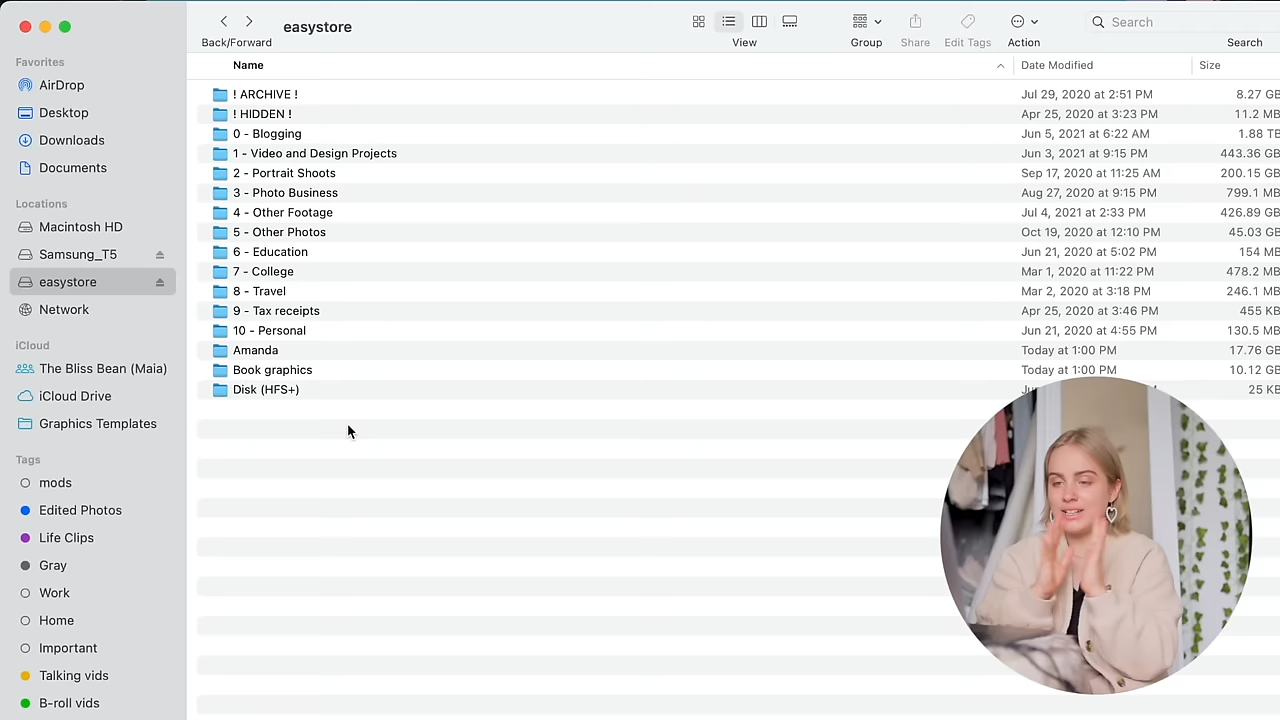 easystore
Back/Forward
View
Group
Share
Edit Tags
Action
Search
Search
Favorites
AirDrop
Desktop
Downloads
Documents
Locations
Macintosh HD
Samsung_T5
easystore
Network
iCloud
The Bliss Bean (Maia)
iCloud Drive
Graphics Templates
Tags
mods
Edited Photos
Life Clips
Gray
Work
Home
Important
Talking vids
B-roll vids
Name Date Modified Size
! ARCHIVE ! Jul 29, 2020 at 2:51 PM 8.27 GB
! HIDDEN ! Apr 25, 2020 at 3:23 PM 11.2 MB
0 - Blogging Jun 5, 2021 at 6:22 AM 1.88 TB
1 - Video and Design Projects Jun 3, 2021 at 9:15 PM 443.36 GB
2 - Portrait Shoots Sep 17, 2020 at 11:25 AM 200.15 GB
3 - Photo Business Aug 27, 2020 at 9:15 PM 799.1 MB
4 - Other Footage Jul 4, 2021 at 2:33 PM 426.89 GB
5 - Other Photos Oct 19, 2020 at 12:10 PM 45.03 GB
6 - Education Jun 21, 2020 at 5:02 PM 154 MB
7 - College Mar 1, 2020 at 11:22 PM 478.2 MB
8 - Travel Mar 2, 2020 at 3:18 PM 246.1 MB
9 - Tax receipts Apr 25, 2020 at 3:46 PM 455 KB
10 - Personal Jun 21, 2020 at 4:55 PM 130.5 MB
Amanda Today at 1:00 PM 17.76 GB
Book graphics Today at 1:00 PM 10.12 GB
Disk (HFS+) 25 KB